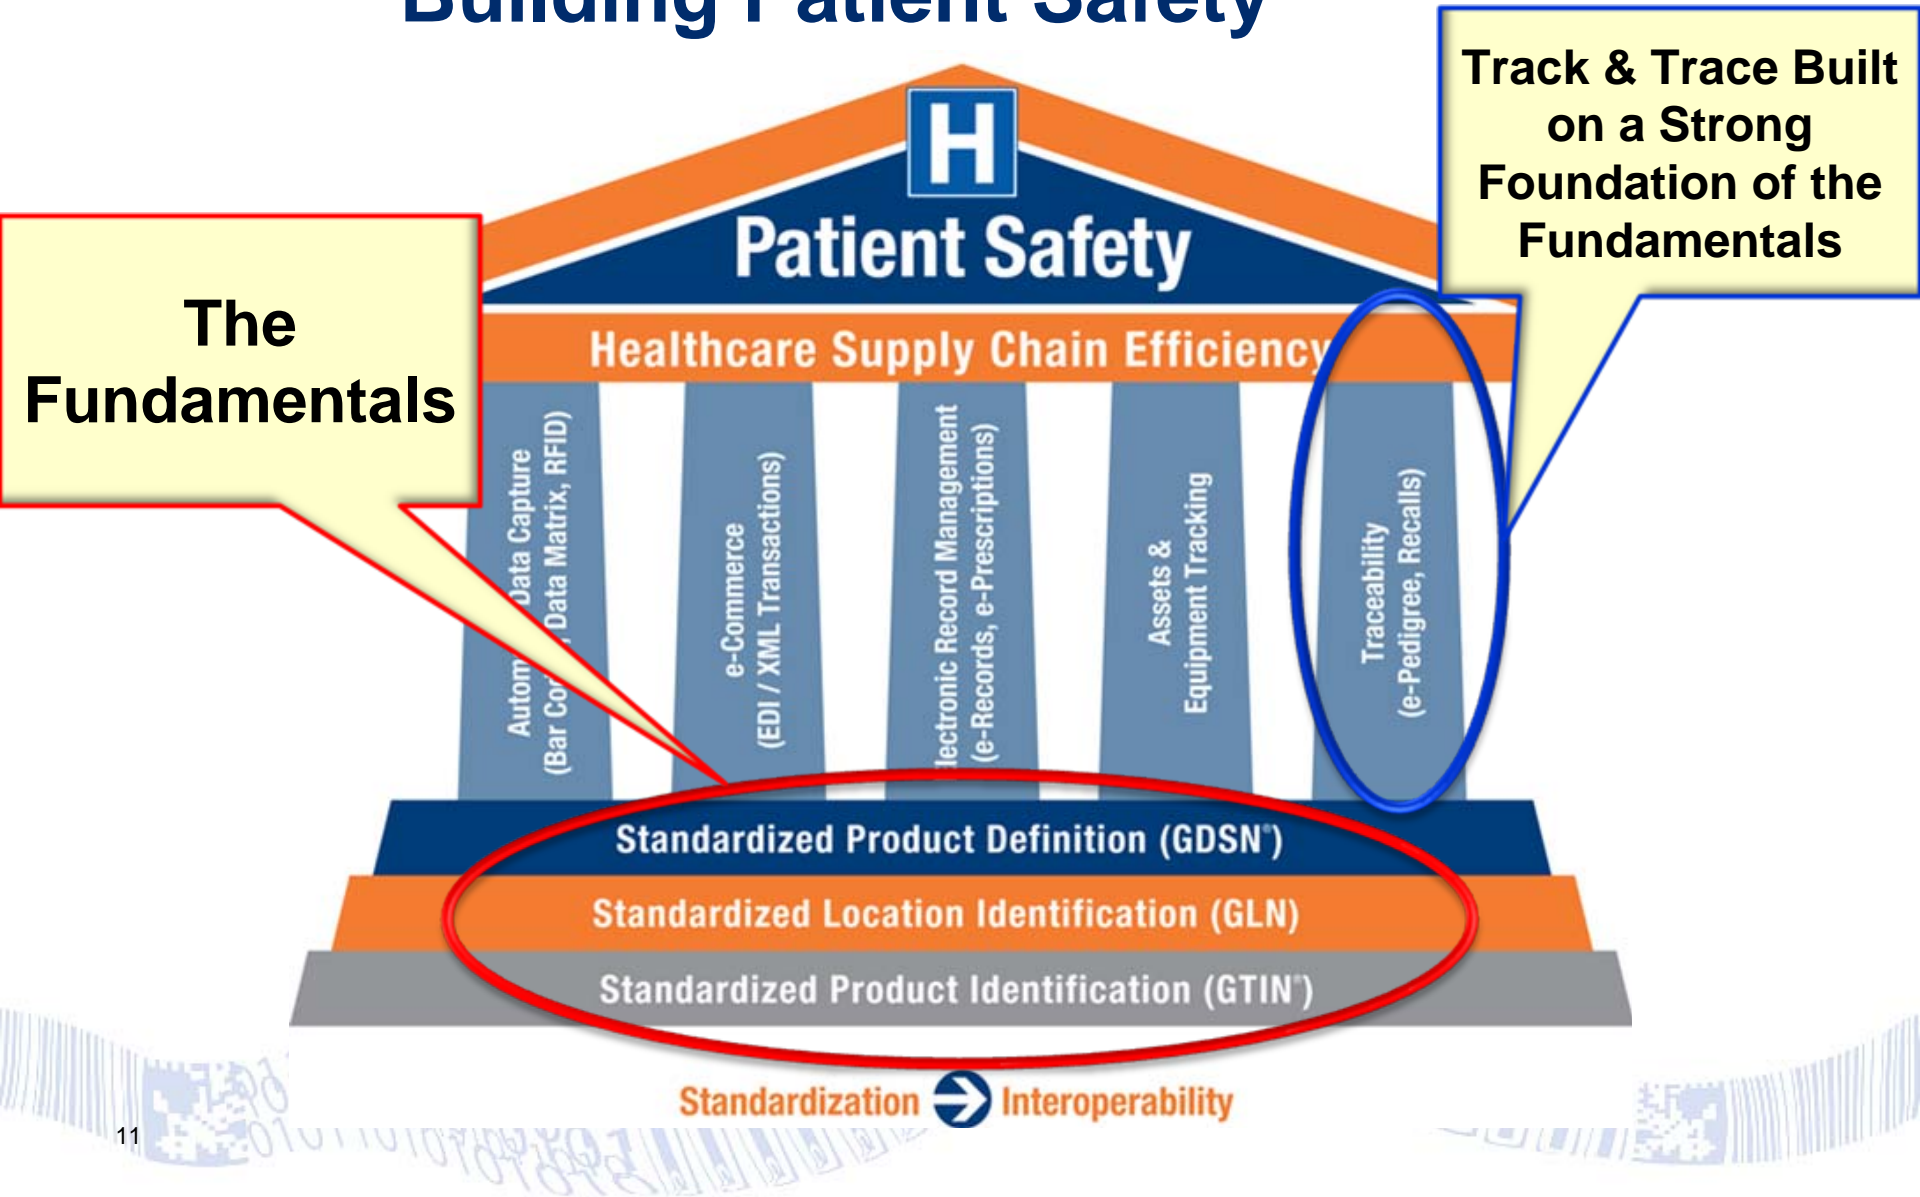 Building Patient Safety
Track & Trace Built
on a Strong
Foundation of the
Fundamentals
H
Patient Safety
The
Fundamentals
Healthcare Supply Chain Efficiency
Data Capture
Data Matrix, RFID)
(Bar
e-Commerce
(EDI / XML Transactions)
Record Management
(e-Records, e-Prescriptions)
Assets &
Equipment Tracking
Traceability
(e-Pedigree, Recalls)
Standardized Product Definition (GDSN®)
Standardized Location Identification (GLN)
Standardized Product Identification (GTIN®)
Standardization Interoperability
11